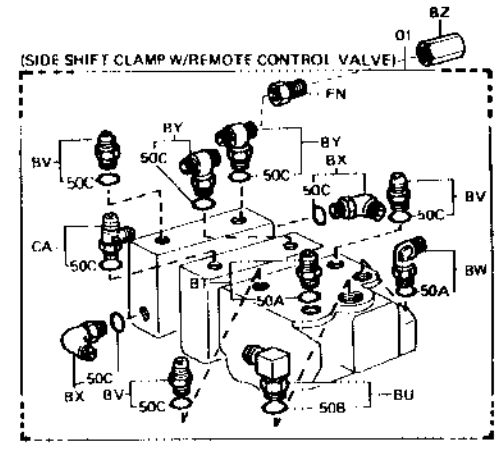 BZ
01
(SIDE SHIFT CLAMP W/REMOTE CONTROL VALVE)
FN
BY
BY
50C
50C
BX
BV
50C
50C
50C
BV
CA
50C
BW
50A
BT
50A
50C
BX
BV
50C
50B
BU